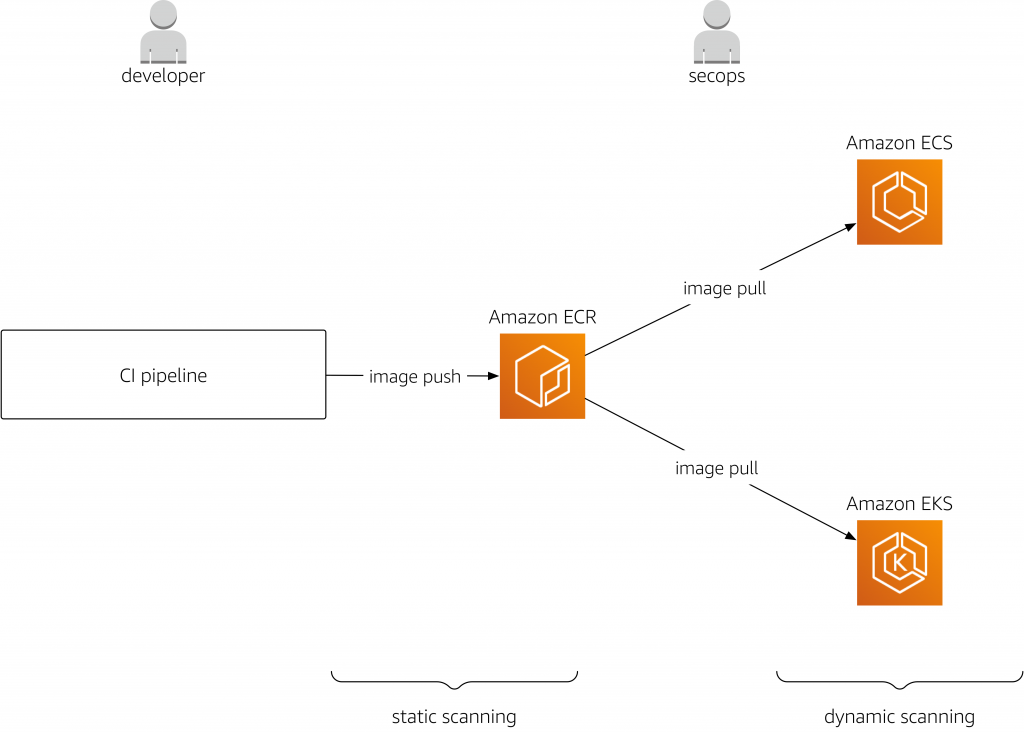 developer
secops
Amazon ECS
image pull
Amazon ECR
CI pipeline
image push
image pull
Amazon EKS
K
static scanning
dynamic scanning